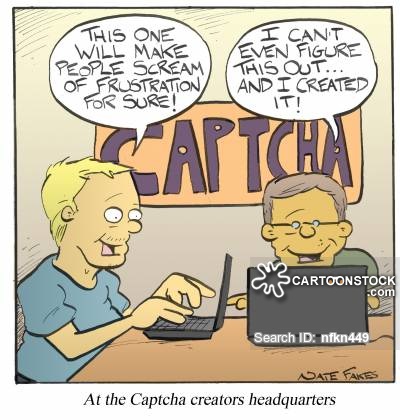 THIS ONE
WILL MAKE
PEOPLE SCREAM
OF FRUSTRATION
FOR SURE!
I CAN'T
EVEN FIGURE
THIS OUT...
AND I CREATED
IT!
CAPTCHA
CARTOONSTOCK
.com
Search ID: nfkn449
NATE FAKES
At the Captcha creators headquarters